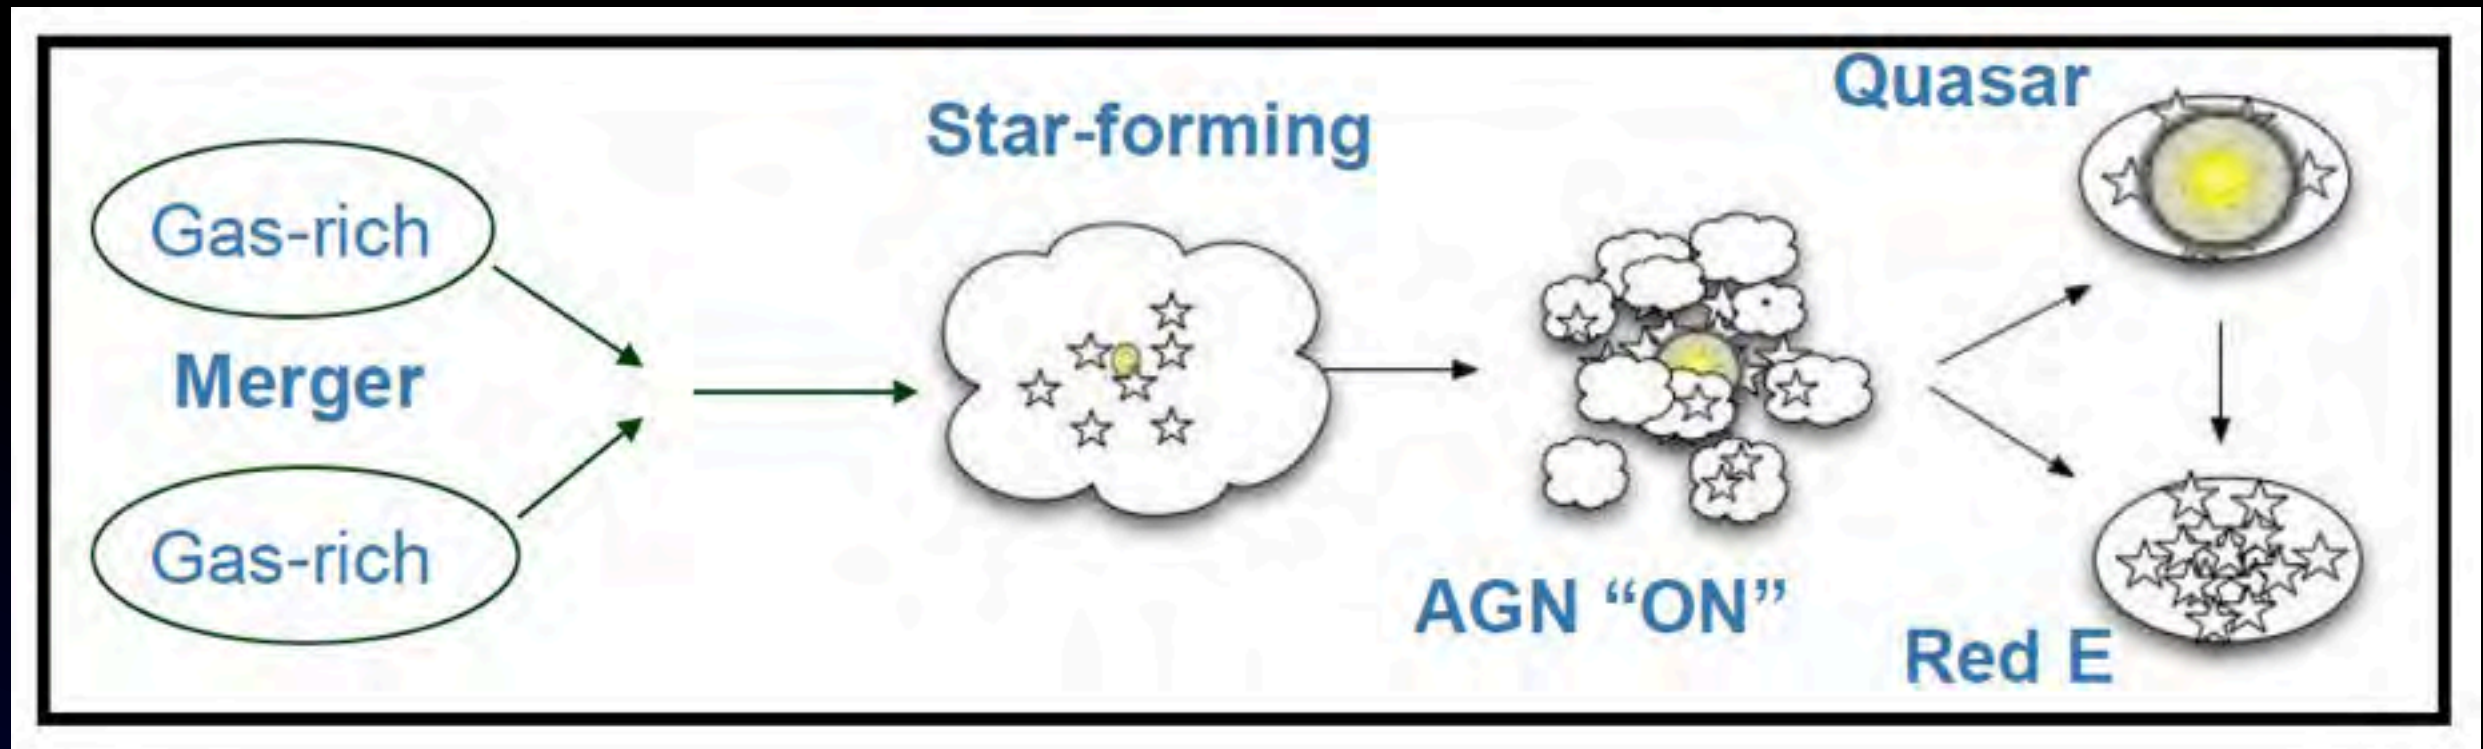 Gas-rich
Merger
Gas-rich
Star-forming
AGN “ON”
Quasar
Red E